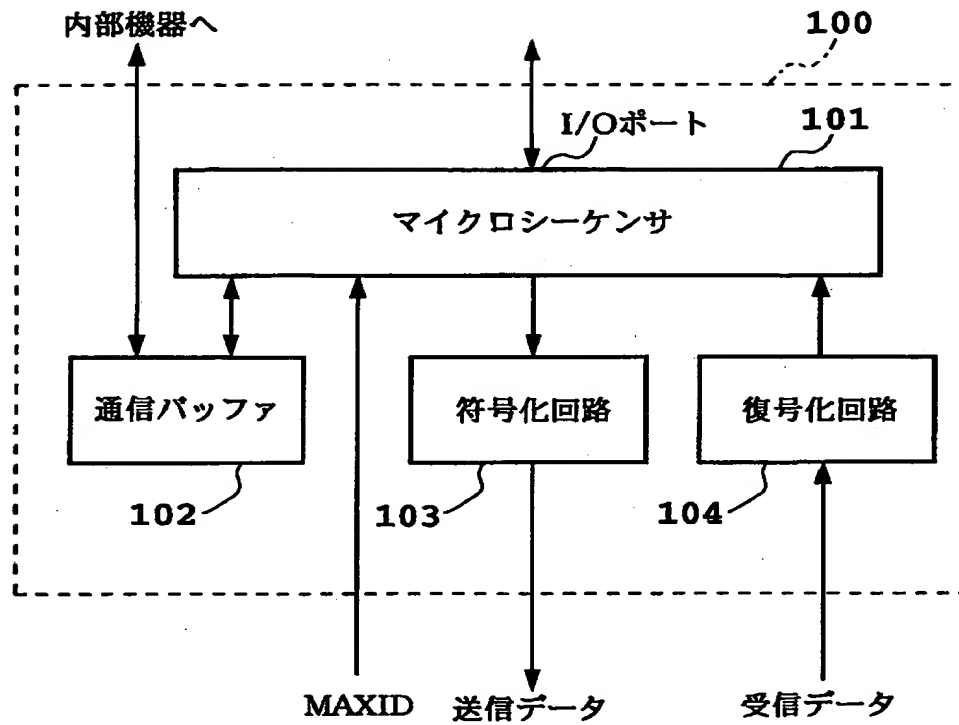 内部機器へ
100
I/Oポート
101
マイクロシーケンサ
通信バッファ
符号化回路
復号化回路
102
103
104
MAXID
送信データ
受信データ